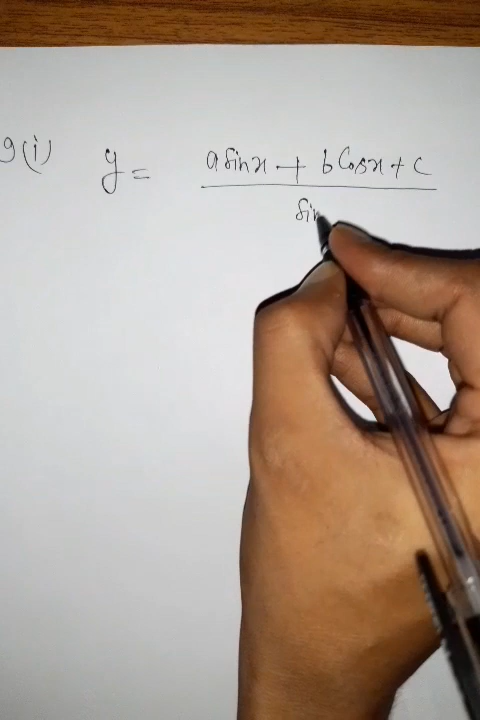 9(i) y = a sinx + b cosx + c
sin